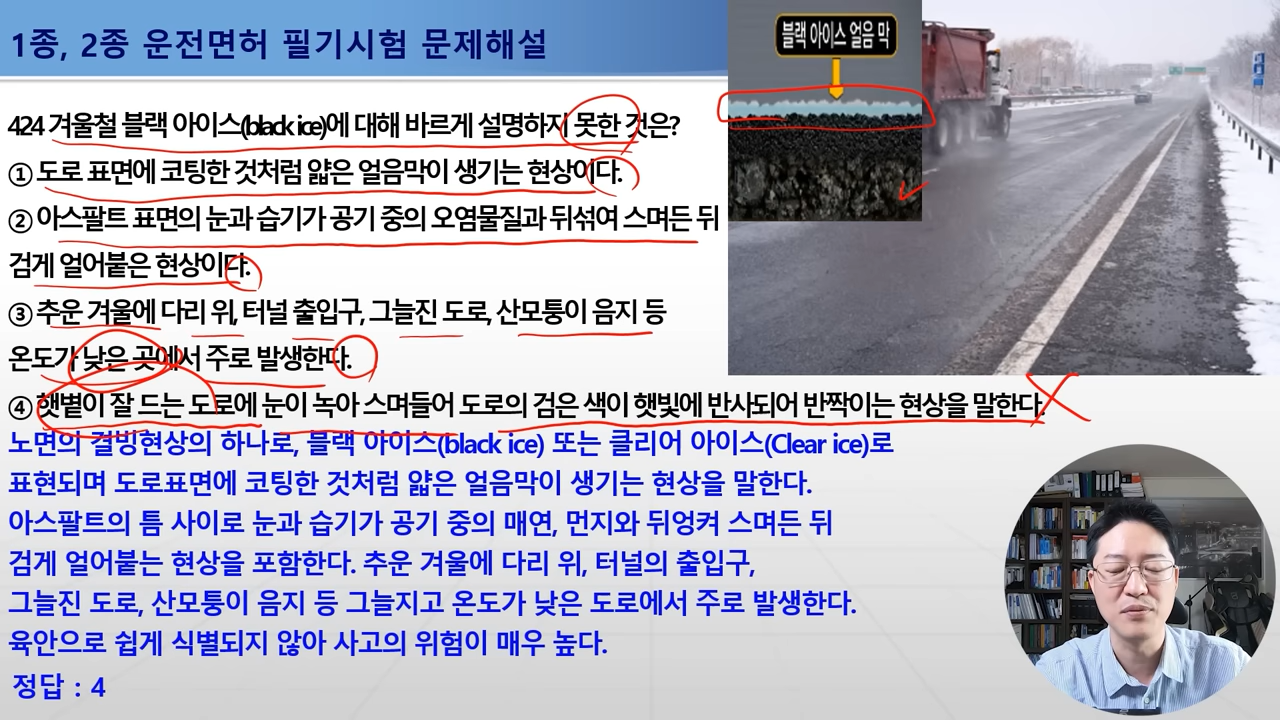 1종, 2종 운전면허 필기시험 문제해설
블랙 아이스 얼음 막
424 겨울철 블랙 아이스(black ice)에 대해 바르게 설명하지 못한 것은?
① 도로 표면에 코팅한 것처럼 얇은 얼음막이 생기는 현상이다.
② 아스팔트 표면의 눈과 습기가 공기 중의 오염물질과 뒤섞여 스며든 뒤
검게 얼어붙은 현상이다.
③ 추운 겨울에 다리 위, 터널 출입구, 그늘진 도로, 산모퉁이 음지 등
온도가 낮은 곳에서 주로 발생한다.
④ 햇볕이 잘 드는 도로에 눈이 녹아 스며들어 도로의 검은 색이 햇빛에 반사되어 반짝이는 현상을 말한다.
노면의 결빙현상의 하나로, 블랙 아이스(black ice) 또는 클리어 아이스(Clear ice)로
표현되며 도로표면에 코팅한 것처럼 얇은 얼음막이 생기는 현상을 말한다.
아스팔트의 틈 사이로 눈과 습기가 공기 중의 매연, 먼지와 뒤엉켜 스며든 뒤
검게 얼어붙는 현상을 포함한다. 추운 겨울에 다리 위, 터널의 출입구,
그늘진 도로, 산모퉁이 음지 등 그늘지고 온도가 낮은 도로에서 주로 발생한다.
육안으로 쉽게 식별되지 않아 사고의 위험이 매우 높다.
정답 : 4